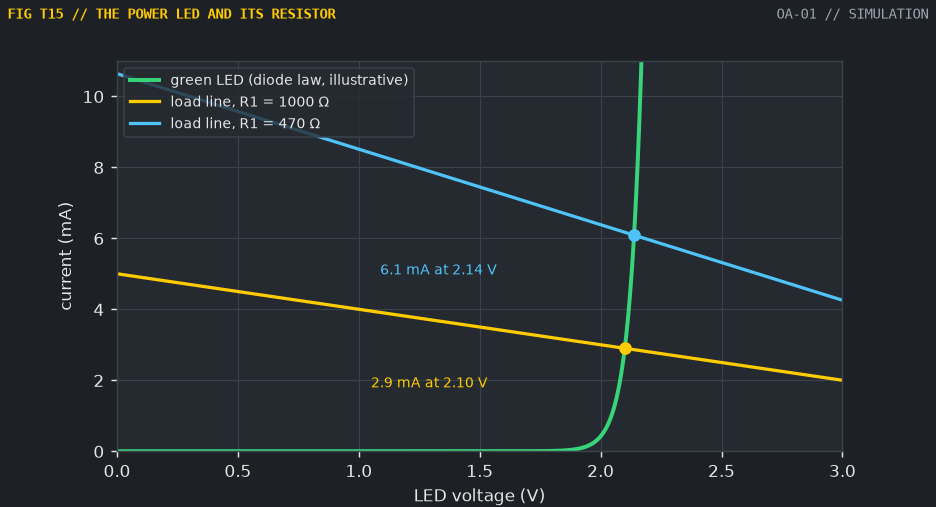 FIG T15 // THE POWER LED AND ITS RESISTOR
OA-01 // SIMULATION
green LED (diode law, illustrative)
load line, R1 = 1000 Ω
load line, R1 = 470 Ω
10
8
6
4
2
0
current (mA)
6.1 mA at 2.14 V
2.9 mA at 2.10 V
0.0 0.5 1.0 1.5 2.0 2.5 3.0
LED voltage (V)